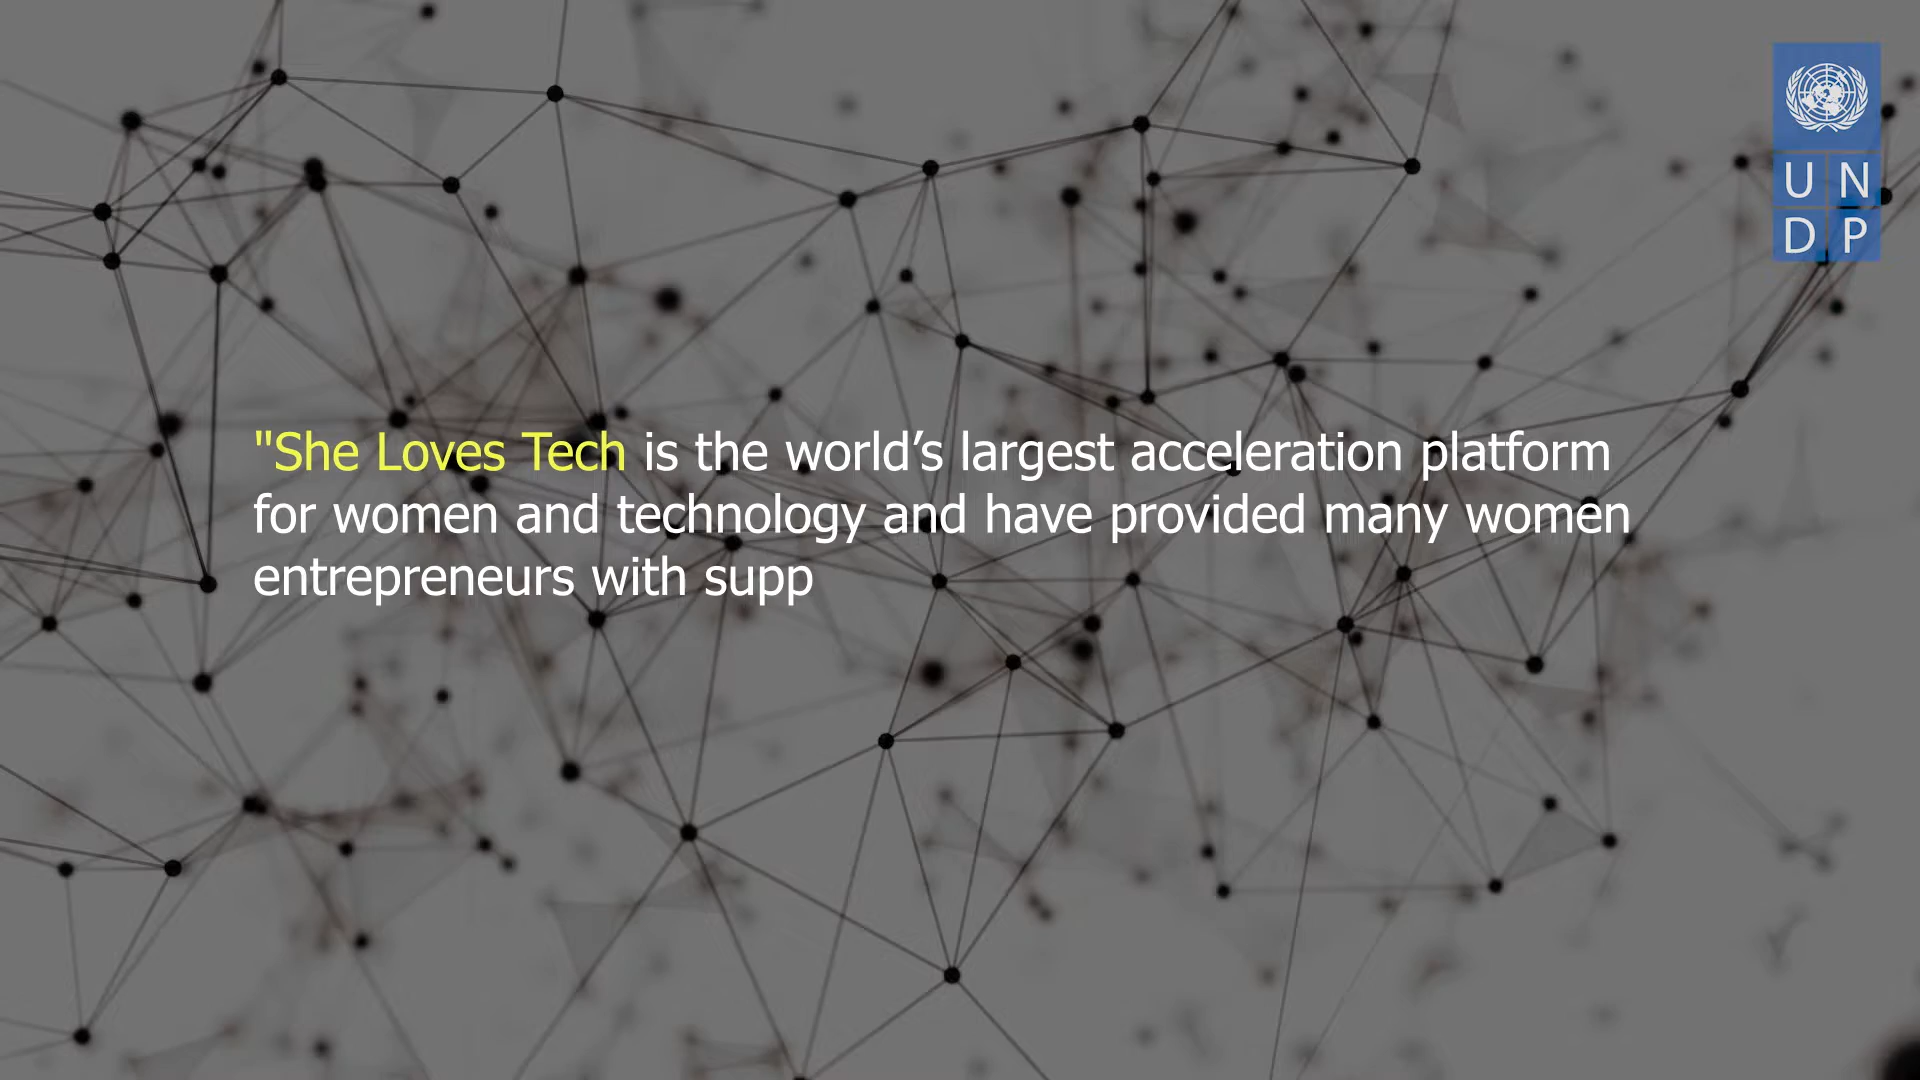 U N
D P
"She Loves Tech is the world’s largest acceleration platform
for women and technology and have provided many women
entrepreneurs with supp